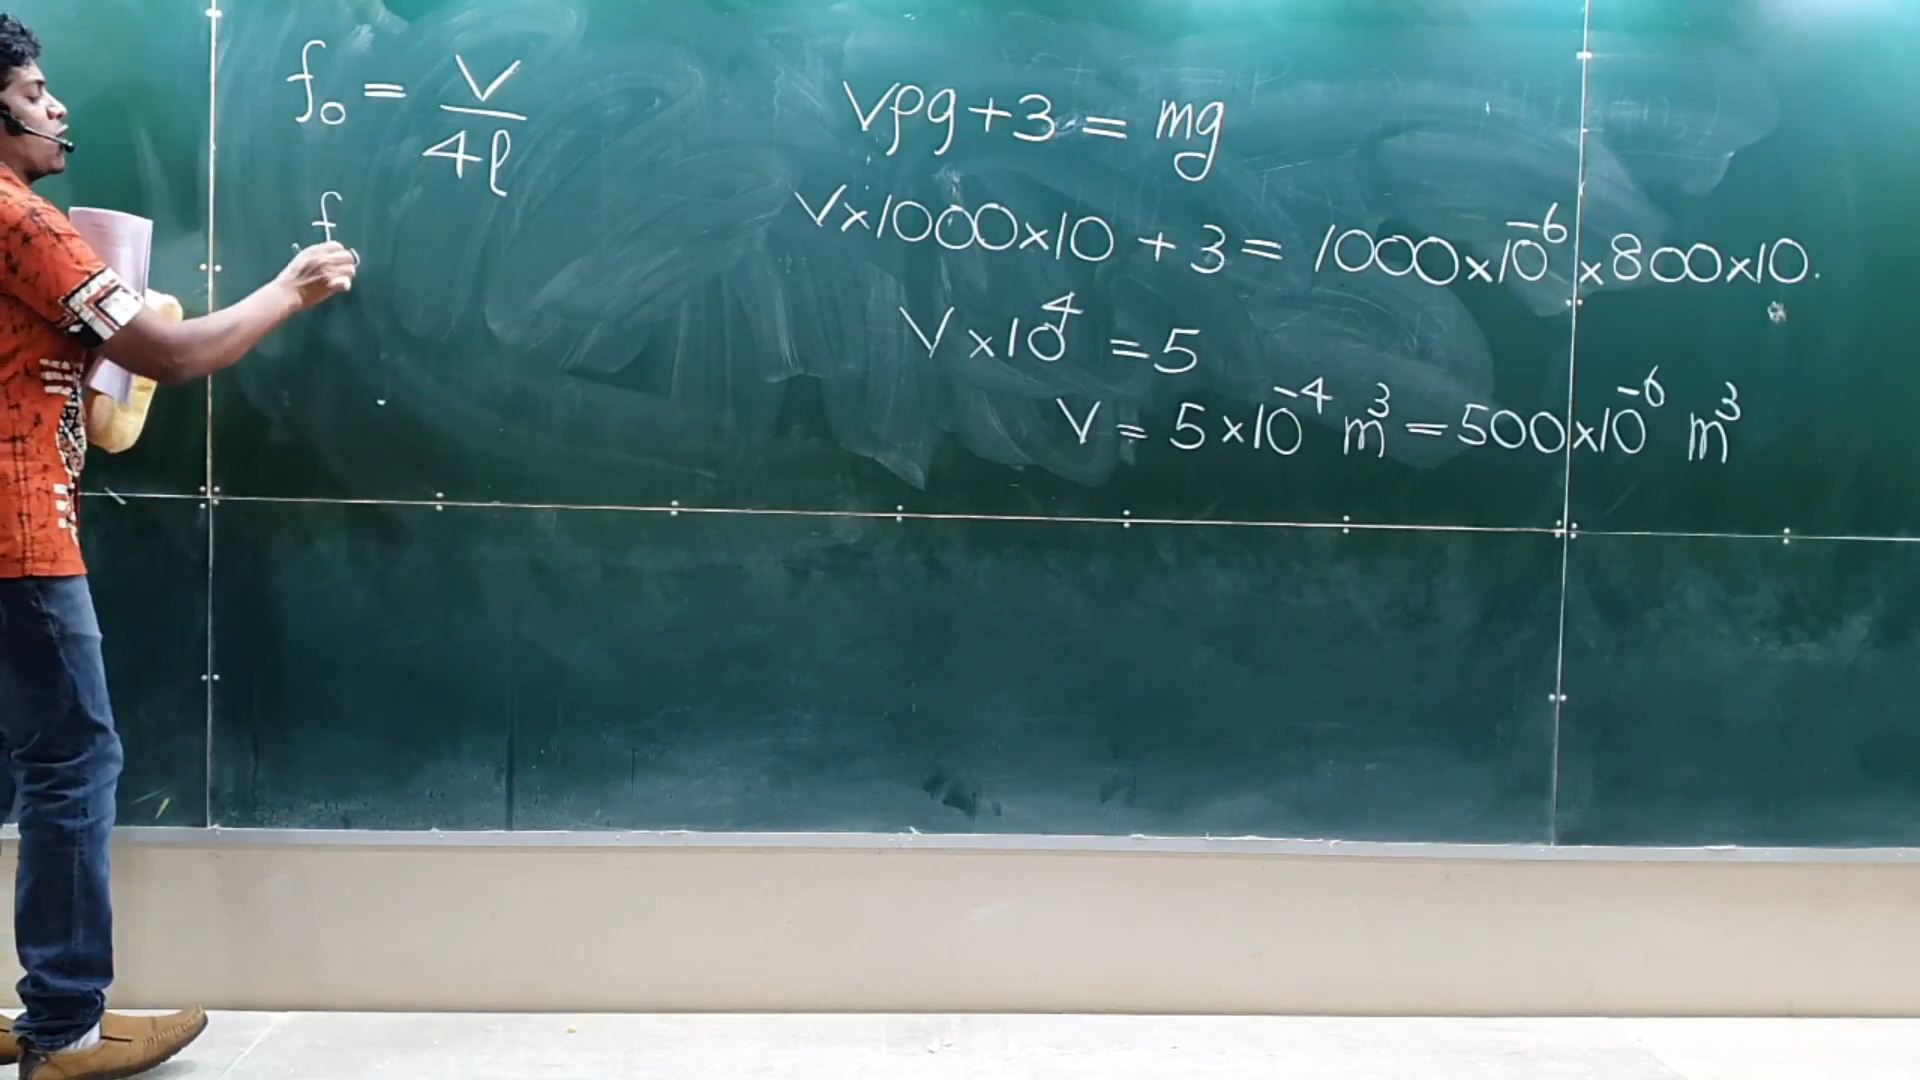 f₀ = v/4l
f
Vρg + 3 = mg
V×1000×10 + 3 = 1000×10⁻⁶×800×10.
V×10⁴ = 5
V = 5×10⁻⁴ m³ = 500×10⁻⁶ m³